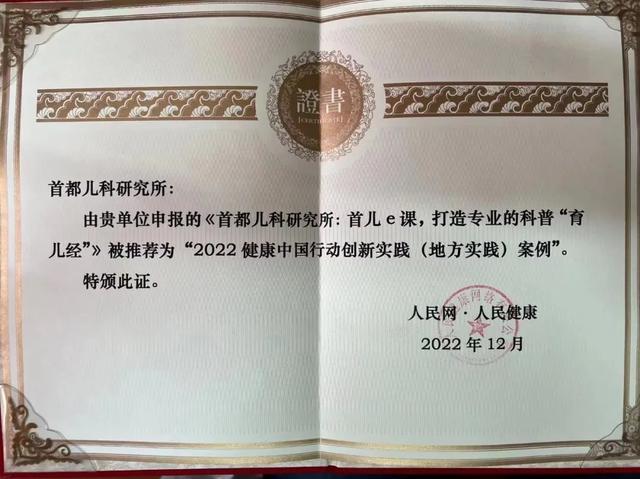 證書
[CERTIFICATE]
首都儿科研究所：
由贵单位申报的《首都儿科研究所：首儿 e 课，打造专业的科普“育
儿经”》被推荐为“2022 健康中国行动创新实践（地方实践）案例”。
特颁此证。
人民网·人民健康
2022 年 12 月